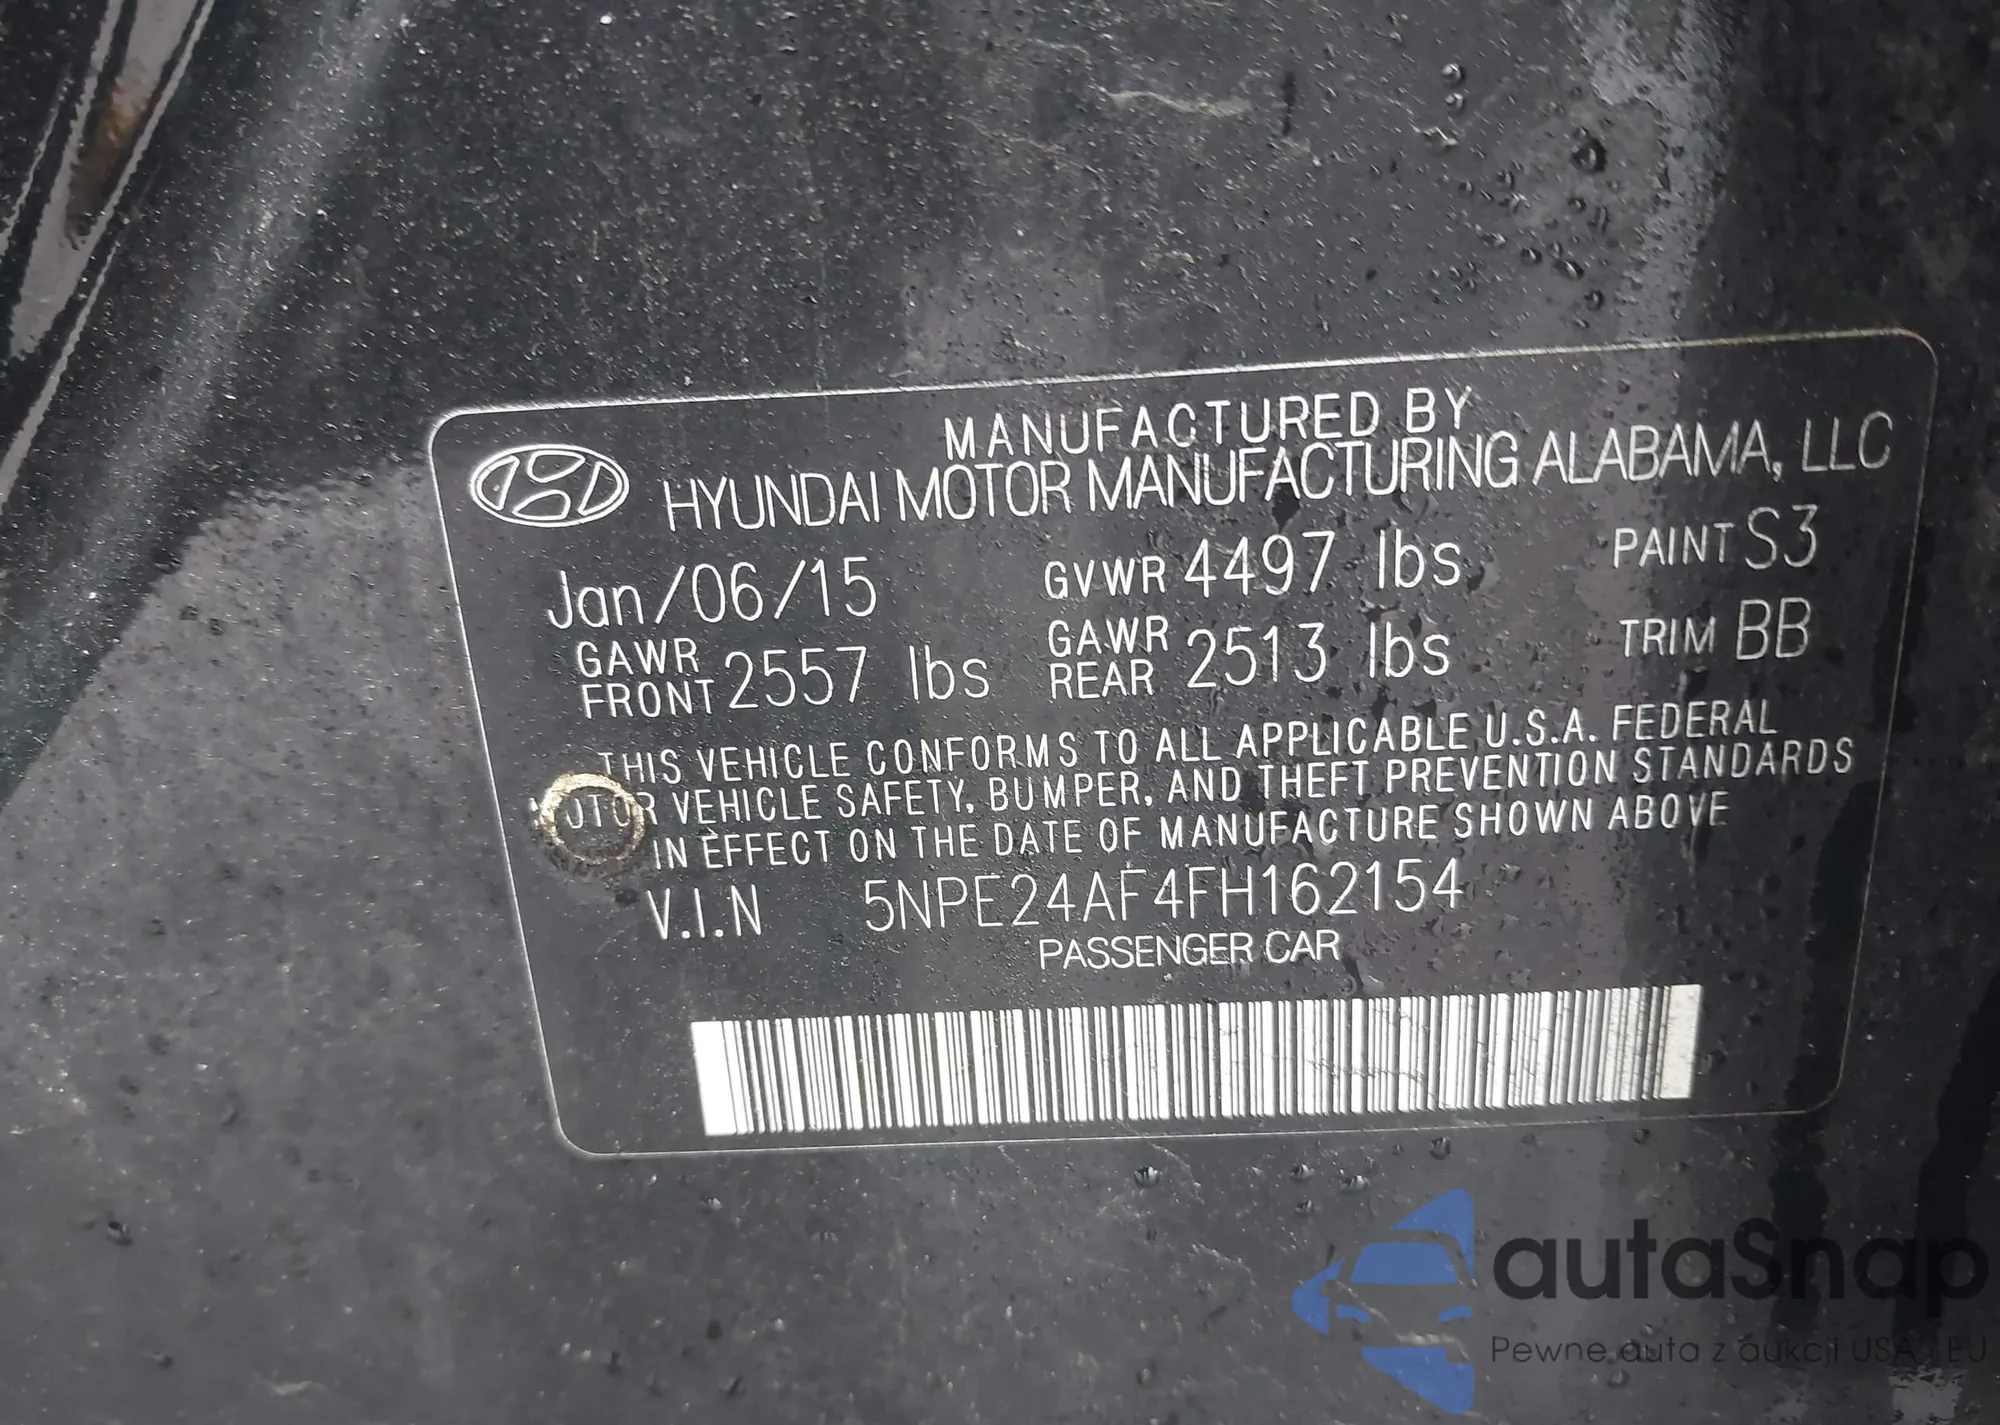 MANUFACTURED BY
HYUNDAI MOTOR MANUFACTURING ALABAMA, LLC
Jan/06/15 GVWR 4497 lbs PAINT S3
GAWR FRONT 2557 lbs GAWR REAR 2513 lbs TRIM BB
THIS VEHICLE CONFORMS TO ALL APPLICABLE U.S.A. FEDERAL
MOTOR VEHICLE SAFETY, BUMPER, AND THEFT PREVENTION STANDARDS
IN EFFECT ON THE DATE OF MANUFACTURE SHOWN ABOVE
V.I.N 5NPE24AF4FH162154
PASSENGER CAR
autaSnap
Pewne auta z aukcji USA i EU